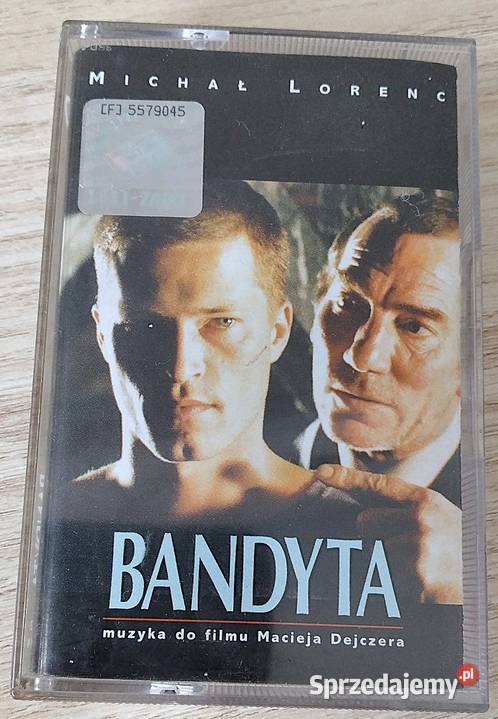 MICHAŁ LORENC
[F] 5579045
BANDYTA
muzyka do filmu Macieja Dejczera
Sprzedajemy.pl